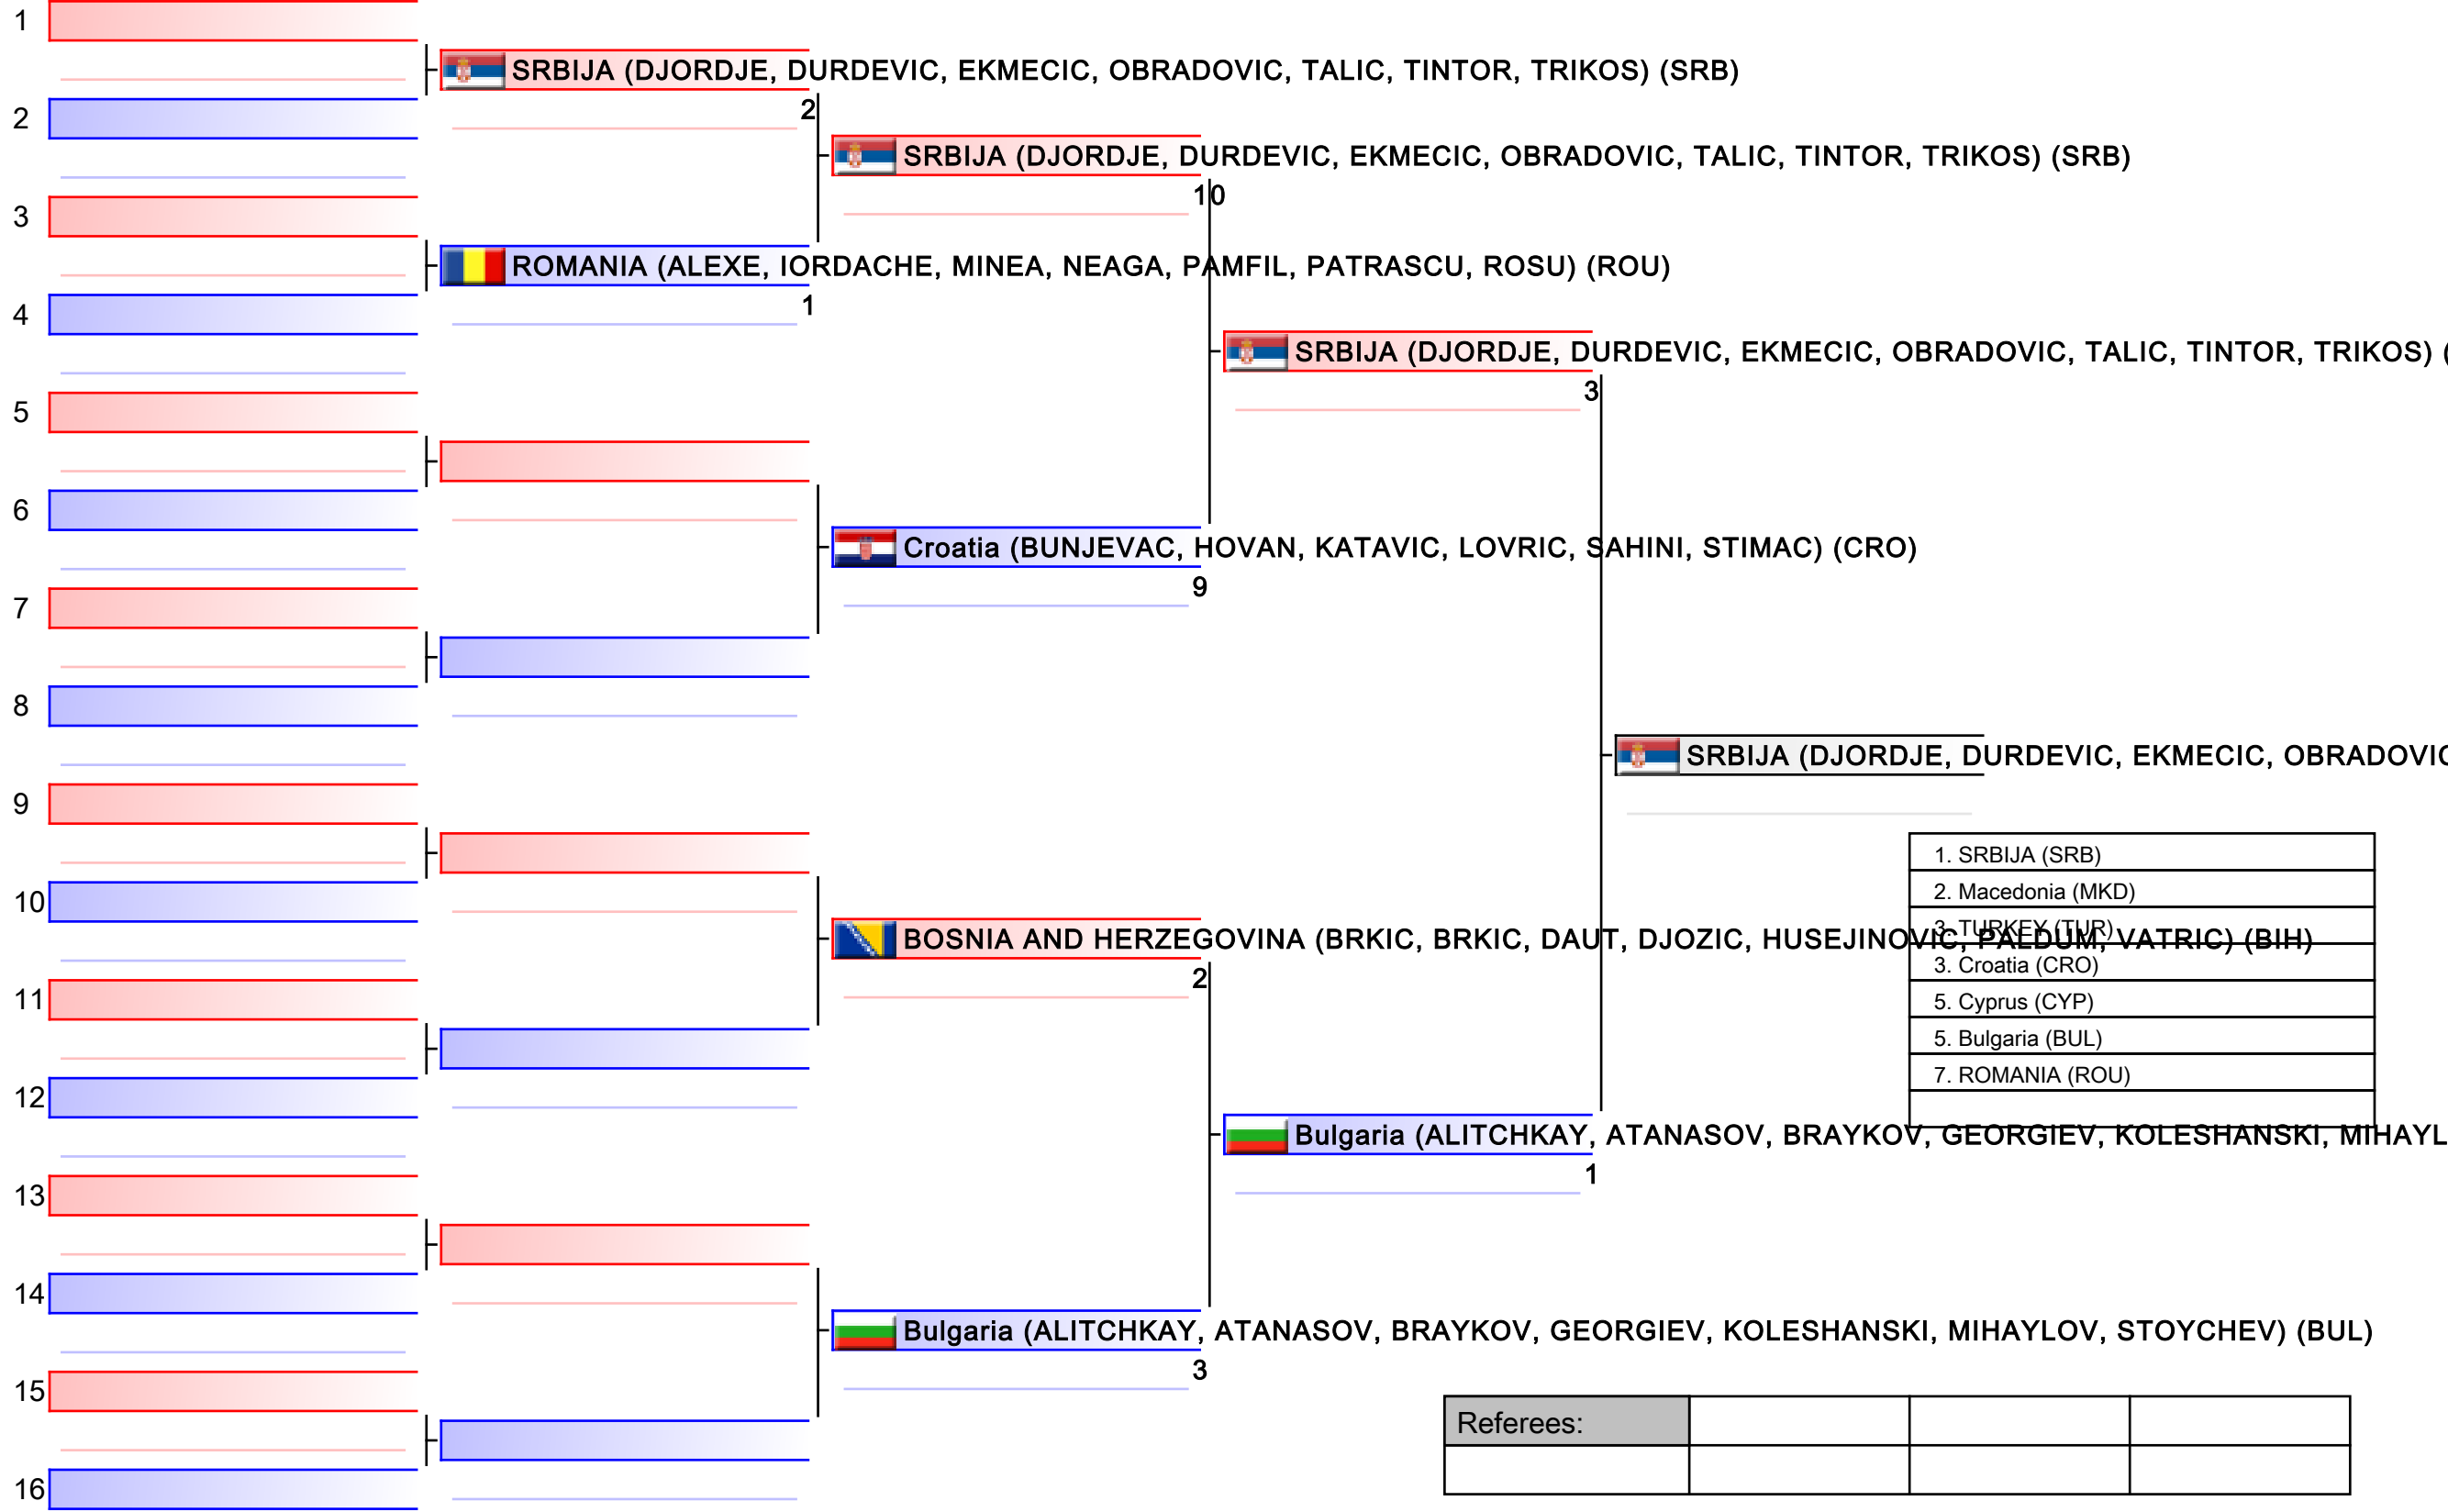 1
SRBIJA (DJORDJE, DURDEVIC, EKMECIC, OBRADOVIC, TALIC, TINTOR, TRIKOS) (SRB)
2
2
SRBIJA (DJORDJE, DURDEVIC, EKMECIC, OBRADOVIC, TALIC, TINTOR, TRIKOS) (SRB)
10
3
ROMANIA (ALEXE, IORDACHE, MINEA, NEAGA, PAMFIL, PATRASCU, ROSU) (ROU)
1
4
SRBIJA (DJORDJE, DURDEVIC, EKMECIC, OBRADOVIC, TALIC, TINTOR, TRIKOS) (
3
5
6
Croatia (BUNJEVAC, HOVAN, KATAVIC, LOVRIC, SAHINI, STIMAC) (CRO)
9
7
8
SRBIJA (DJORDJE, DURDEVIC, EKMECIC, OBRADOVIC
9
1. SRBIJA (SRB)
2. Macedonia (MKD)
3. TURKEY (TUR)
3. Croatia (CRO)
5. Cyprus (CYP)
5. Bulgaria (BUL)
7. ROMANIA (ROU)
10
BOSNIA AND HERZEGOVINA (BRKIC, BRKIC, DAUT, DJOZIC, HUSEJINOVIC, PALDUM, VATRIC) (BIH)
2
11
12
Bulgaria (ALITCHKAY, ATANASOV, BRAYKOV, GEORGIEV, KOLESHANSKI, MIHAYL
1
13
14
Bulgaria (ALITCHKAY, ATANASOV, BRAYKOV, GEORGIEV, KOLESHANSKI, MIHAYLOV, STOYCHEV) (BUL)
3
15
Referees:
16